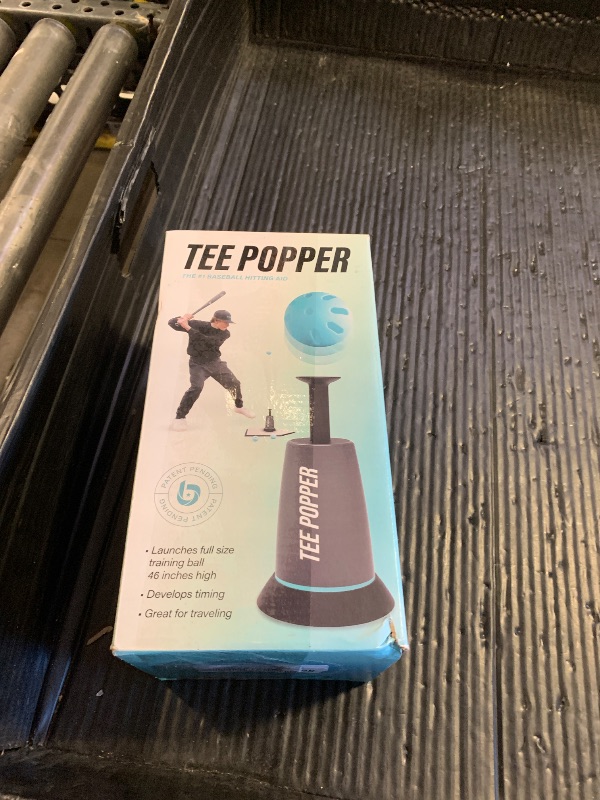 TEE POPPER
THE #1 BASEBALL HITTING AID
TEE POPPER
PATENT PENDING
PATENT PENDING
b
• Launches full size
training ball
46 inches high
• Develops timing
• Great for traveling